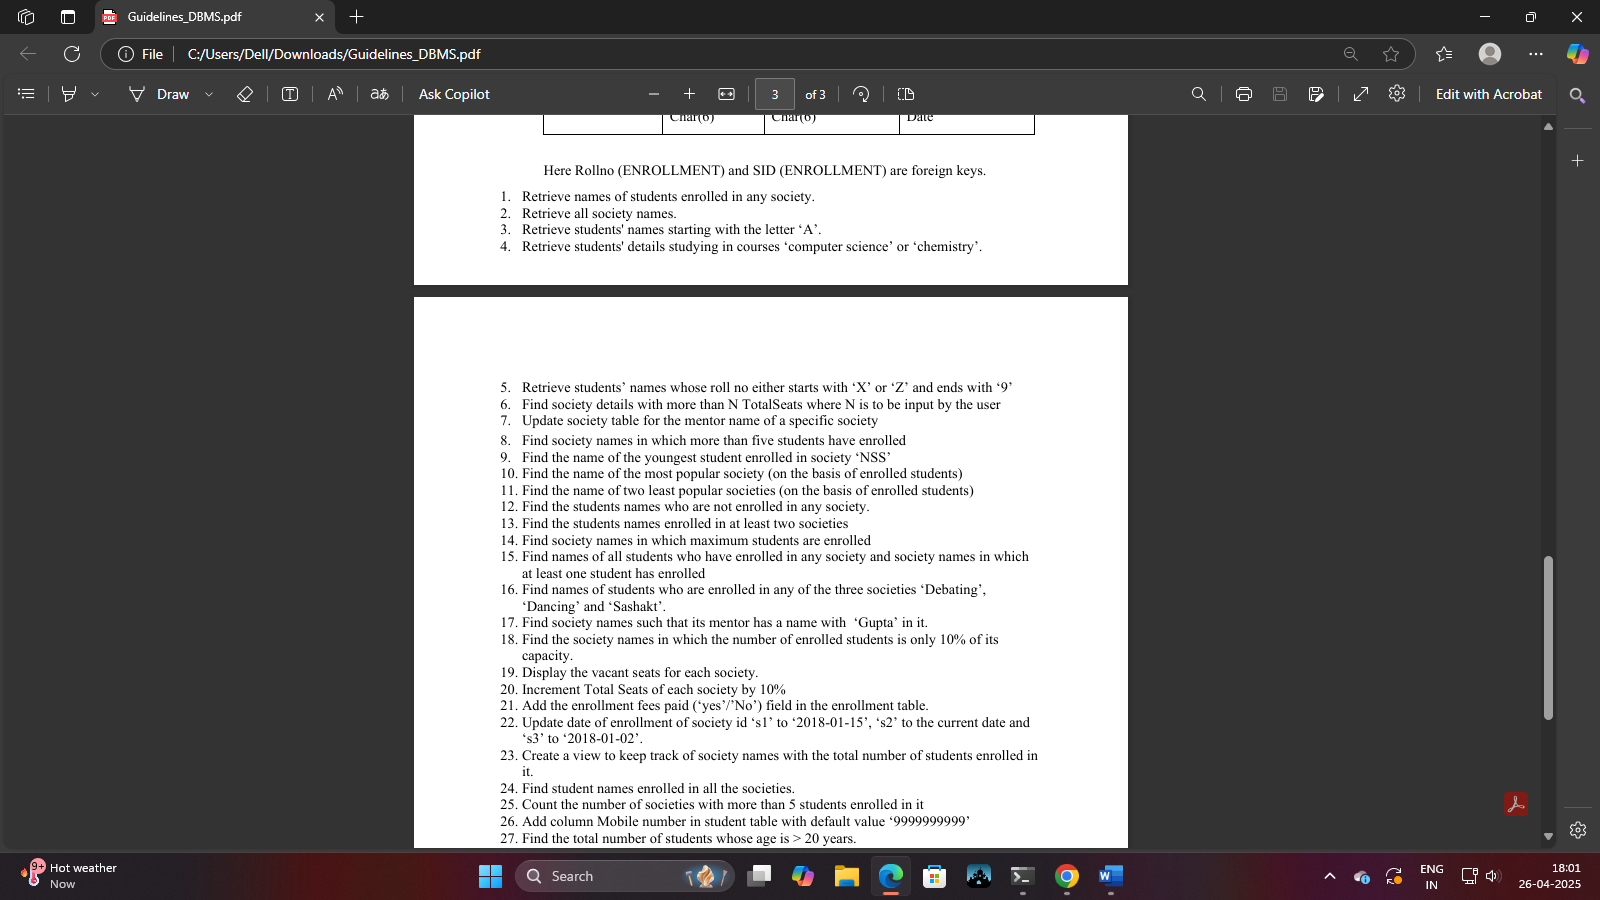 Guidelines_DBMS.pdf
File
C:/Users/Dell/Downloads/Guidelines_DBMS.pdf
Draw
Ask Copilot
3
of 3
Edit with Acrobat
Char(6)
Char(6)
Date
Here Rollno (ENROLLMENT) and SID (ENROLLMENT) are foreign keys.
1. Retrieve names of students enrolled in any society.
2. Retrieve all society names.
3. Retrieve students' names starting with the letter ‘A’.
4. Retrieve students' details studying in courses ‘computer science’ or ‘chemistry’.
5. Retrieve students’ names whose roll no either starts with ‘X’ or ‘Z’ and ends with ‘9’
6. Find society details with more than N TotalSeats where N is to be input by the user
7. Update society table for the mentor name of a specific society
8. Find society names in which more than five students have enrolled
9. Find the name of the youngest student enrolled in society ‘NSS’
10. Find the name of the most popular society (on the basis of enrolled students)
11. Find the name of two least popular societies (on the basis of enrolled students)
12. Find the students names who are not enrolled in any society.
13. Find the students names enrolled in at least two societies
14. Find society names in which maximum students are enrolled
15. Find names of all students who have enrolled in any society and society names in which
at least one student has enrolled
16. Find names of students who are enrolled in any of the three societies ‘Debating’,
‘Dancing’ and ‘Sashakt’.
17. Find society names such that its mentor has a name with  ‘Gupta’ in it.
18. Find the society names in which the number of enrolled students is only 10% of its
capacity.
19. Display the vacant seats for each society.
20. Increment Total Seats of each society by 10%
21. Add the enrollment fees paid (‘yes’/’No’) field in the enrollment table.
22. Update date of enrollment of society id ‘s1’ to ‘2018-01-15’, ‘s2’ to the current date and
‘s3’ to ‘2018-01-02’.
23. Create a view to keep track of society names with the total number of students enrolled in
it.
24. Find student names enrolled in all the societies.
25. Count the number of societies with more than 5 students enrolled in it
26. Add column Mobile number in student table with default value ‘9999999999’
27. Find the total number of students whose age is > 20 years.
9+
Hot weather
Now
Search
ENG
IN
18:01
26-04-2025